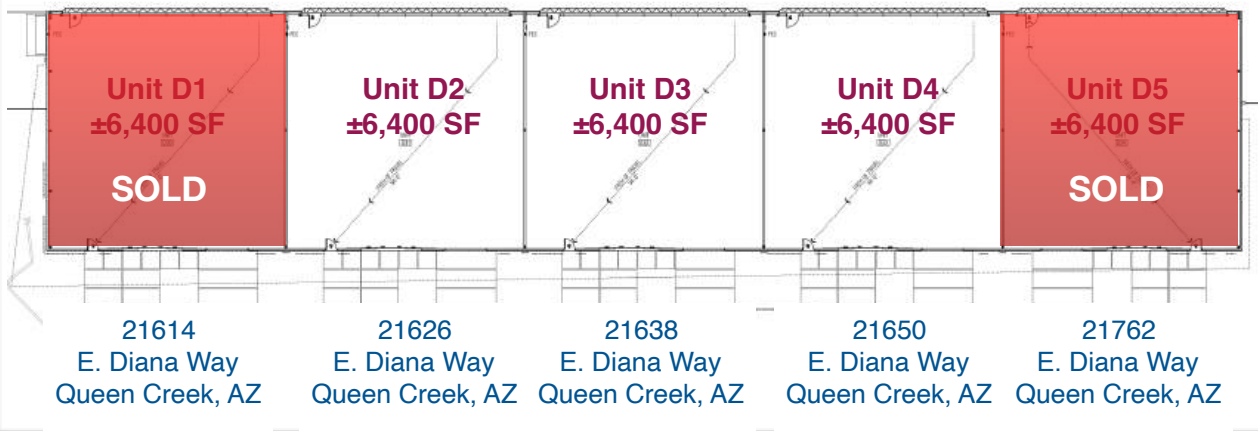 Unit D1
±6,400 SF
SOLD
Unit D2
±6,400 SF
Unit D3
±6,400 SF
Unit D4
±6,400 SF
Unit D5
±6,400 SF
SOLD
21614
E. Diana Way
Queen Creek, AZ
21626
E. Diana Way
Queen Creek, AZ
21638
E. Diana Way
Queen Creek, AZ
21650
E. Diana Way
Queen Creek, AZ
21762
E. Diana Way
Queen Creek, AZ